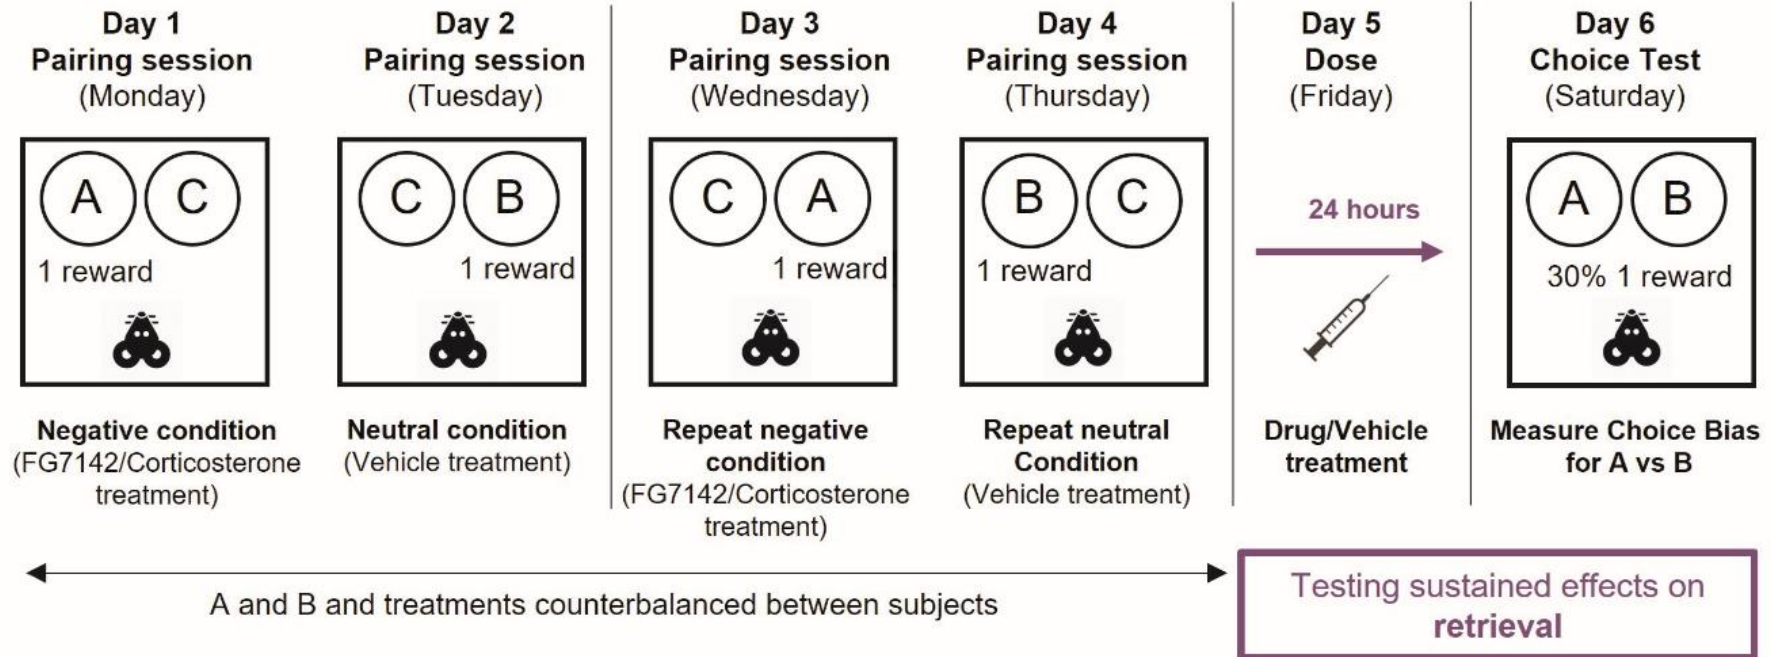 Day 1
Pairing session
(Monday)
A
C
1 reward
Negative condition
(FG7142/Corticosterone
treatment)
Day 2
Pairing session
(Tuesday)
C
B
1 reward
Neutral condition
(Vehicle treatment)
Day 3
Pairing session
(Wednesday)
C
A
1 reward
Repeat negative
condition
(FG7142/Corticosterone
treatment)
Day 4
Pairing session
(Thursday)
B
C
1 reward
Repeat neutral
Condition
(Vehicle treatment)
A and B and treatments counterbalanced between subjects
Day 5
Dose
(Friday)
24 hours
Drug/Vehicle
treatment
Day 6
Choice Test
(Saturday)
A
B
30% 1 reward
Measure Choice Bias
for A vs B
Testing sustained effects on
retrieval